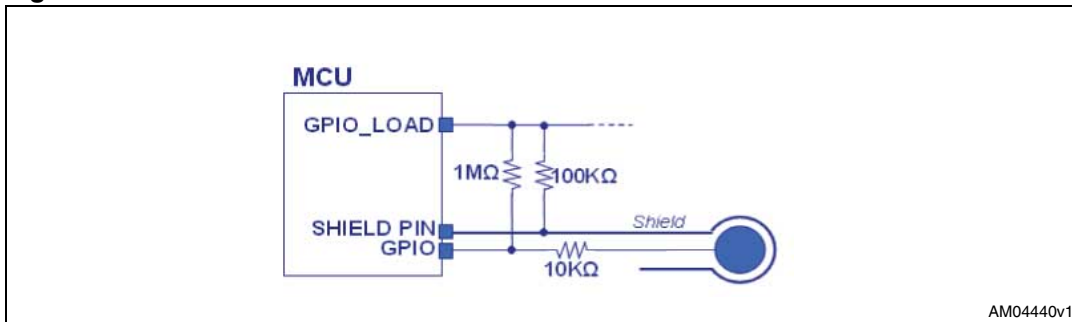 MCU
GPIO_LOAD
1MΩ
100KΩ
SHIELD PIN
Shield
GPIO
10KΩ
AM04440v1